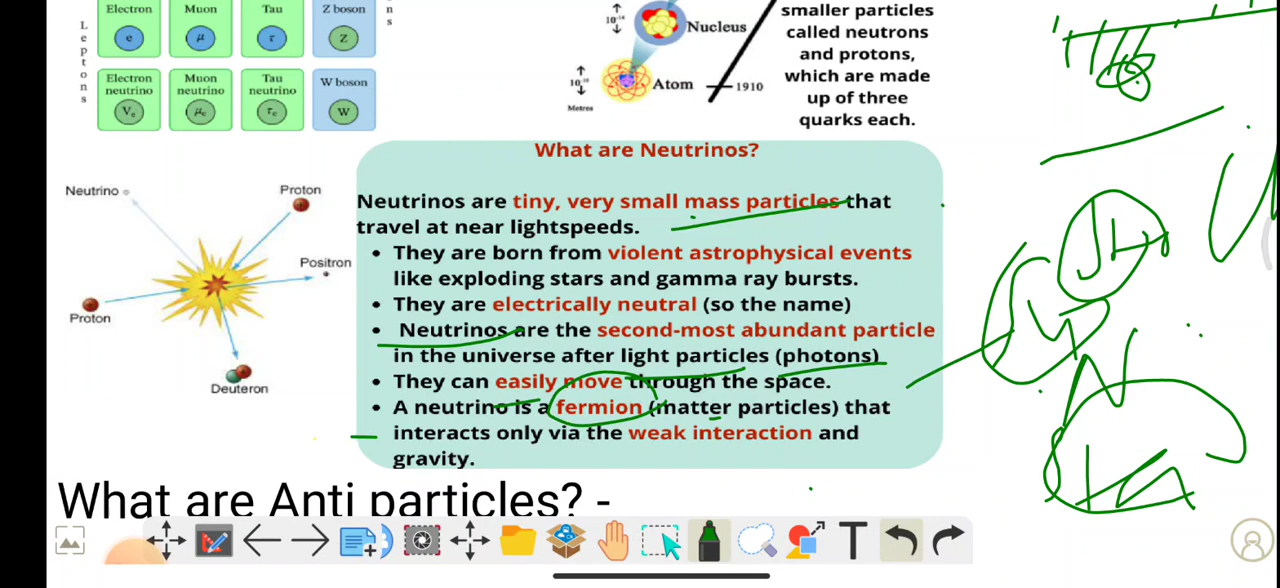 Electron
Muon
Tau
Z boson
n
s
e
μ
τ
Z
L
e
p
t
o
n
s
Electron
neutrino
Muon
neutrino
Tau
neutrino
W boson
W
Nucleus
Atom
1910
Metres
smaller particles
called neutrons
and protons,
which are made
up of three
quarks each.
Neutrino
Proton
Positron
Proton
Deuteron
What are Neutrinos?
Neutrinos are tiny, very small mass particles that
travel at near lightspeeds.
• They are born from violent astrophysical events
like exploding stars and gamma ray bursts.
• They are electrically neutral (so the name)
• Neutrinos are the second-most abundant particle
in the universe after light particles (photons)
• They can easily move through the space.
• A neutrino is a fermion (matter particles) that
interacts only via the weak interaction and
gravity.
What are Anti particles? -
T